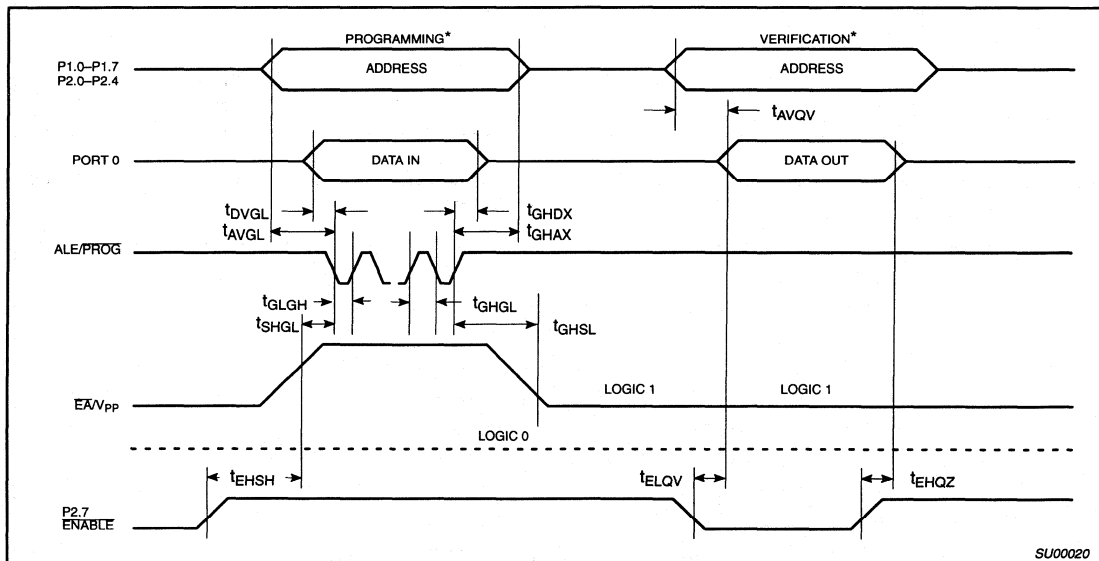 PROGRAMMING*
VERIFICATION*
P1.0–P1.7
P2.0–P2.4
ADDRESS
ADDRESS
tAVQV
PORT 0
DATA IN
DATA OUT
tDVGL
tGHDX
tAVGL
tGHAX
ALE/PROG
tGLGH
tGHGL
tSHGL
tGHSL
LOGIC 1
LOGIC 1
EA/VPP
LOGIC 0
tEHSH
tELQV
tEHQZ
P2.7
ENABLE
SU00020